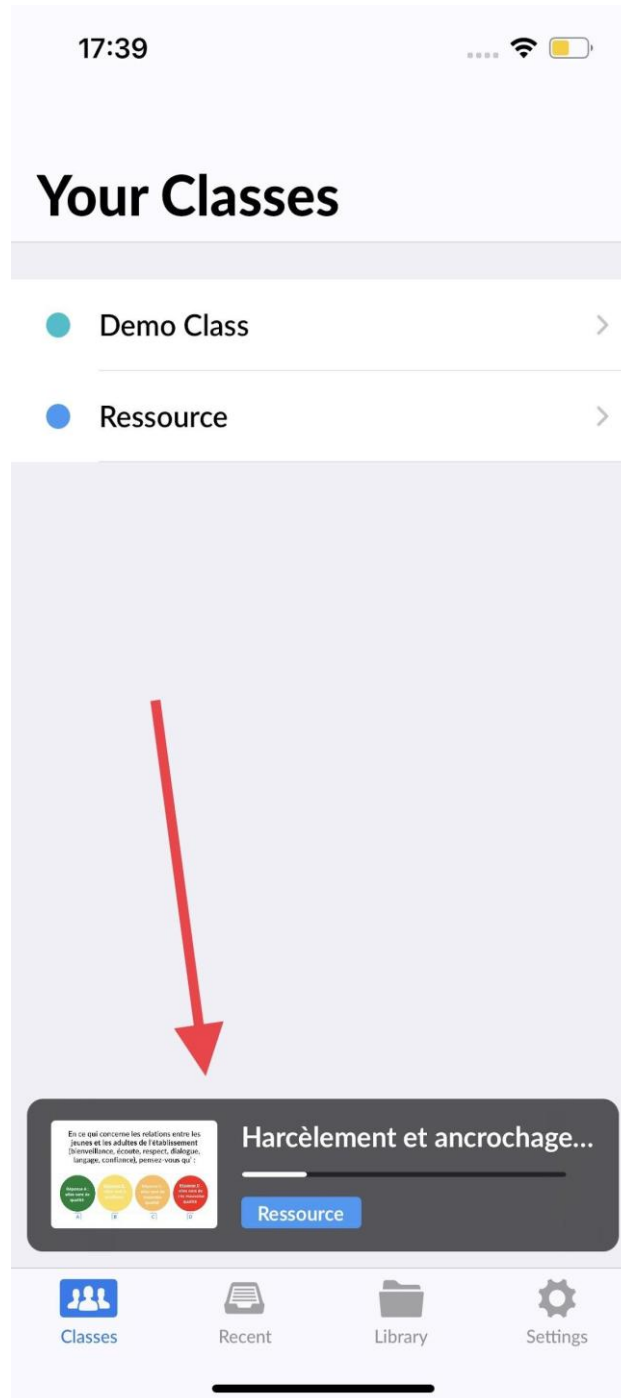 17:39
Your Classes
Demo Class
Ressource
En ce qui concerne les relations entre les
jeunes et les adultes de l'établissement
(bienveillance, écoute, respect, dialogue,
langage, confiance), pensez-vous qu' :
Harcèlement et ancrochage...
Ressource
Classes
Recent
Library
Settings